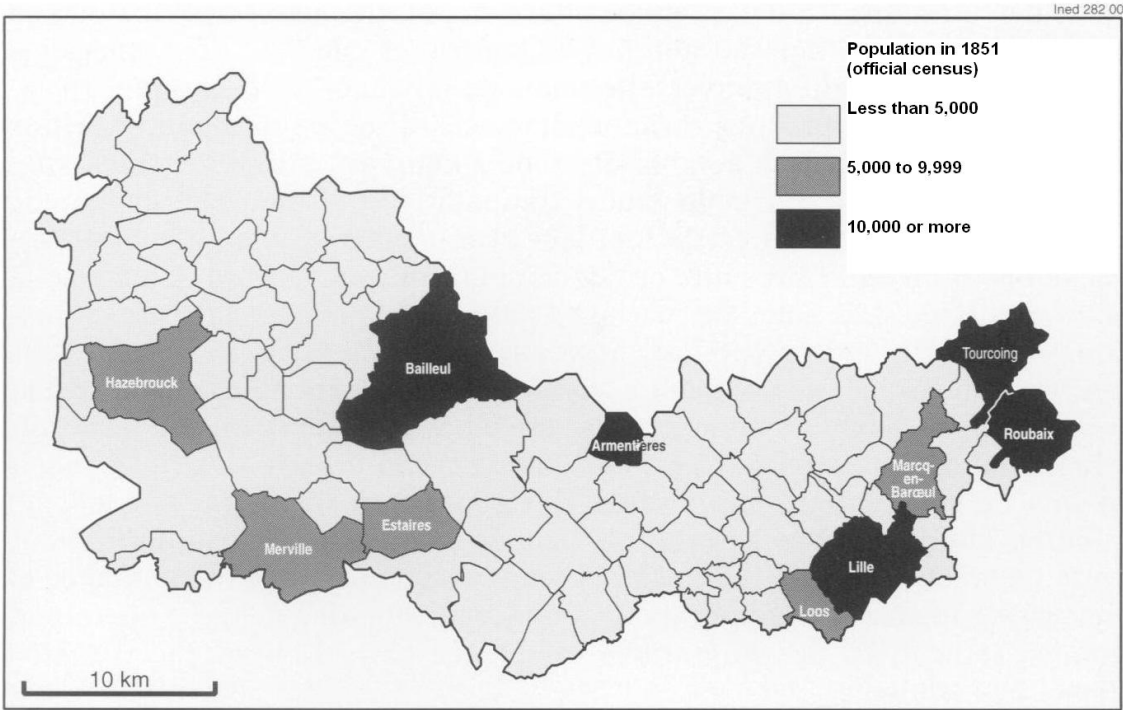 Ined 282 00
Population in 1851
(official census)
Less than 5,000
5,000 to 9,999
10,000 or more
Tourcoing
Bailleul
Hazebrouck
Roubaix
Armentières
Marcq-
en-
Barœul
Estaires
Merville
Lille
Loos
10 km